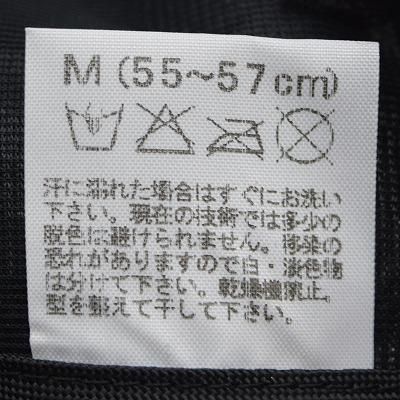 M (55～57cm)
汗に濡れた場合はすぐにお洗い
下さい。現在の技術では多少の
脱色は避けられません。移染の
恐れがありますので白・淡色物
は分けて下さい。乾燥機禁止。
型を整えて干して下さい。